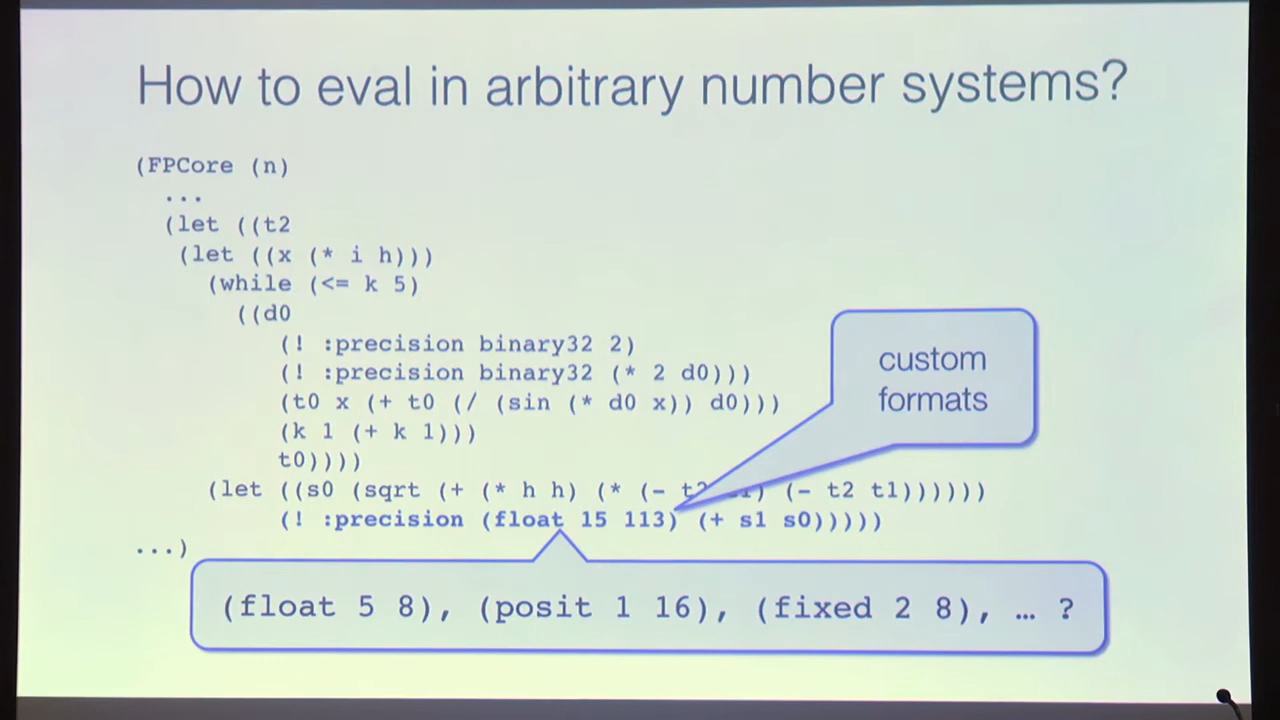 How to eval in arbitrary number systems?
(FPCore (n)
...
(let ((t2
(let ((x (* i h)))
(while (<= k 5)
((d0
(! :precision binary32 2)
(! :precision binary32 (* 2 d0)))
(t0 x (+ t0 (/ (sin (* d0 x)) d0)))
(k 1 (+ k 1)))
t0))))
(let ((s0 (sqrt (+ (* h h) (* (- t2 t1) (- t2 t1))))))
(! :precision (float 15 113) (+ s1 s0)))))
...)
custom
formats
(float 5 8), (posit 1 16), (fixed 2 8), … ?